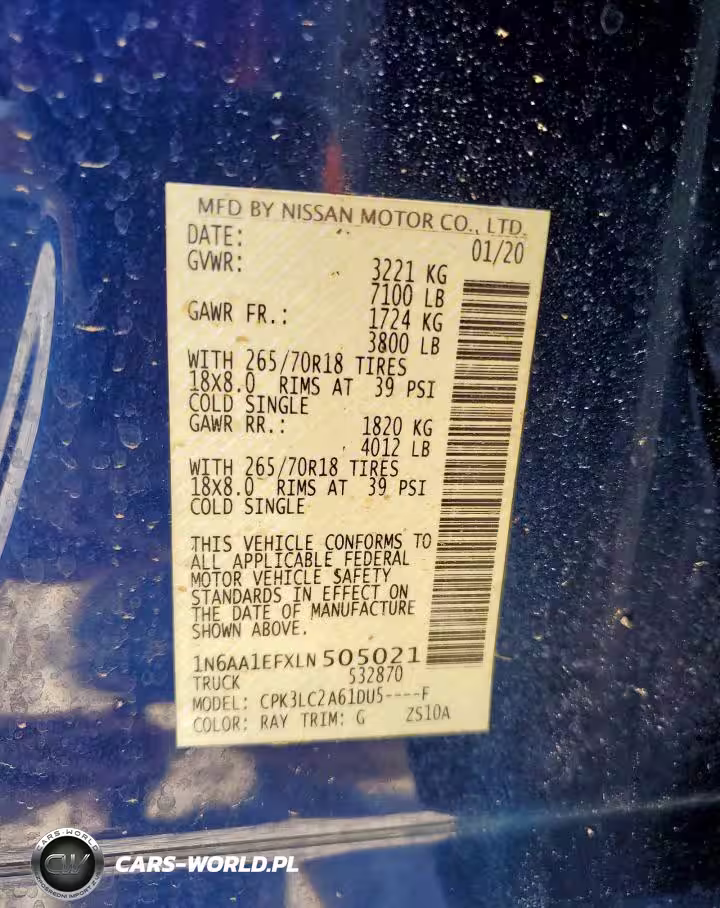 MFD BY NISSAN MOTOR CO., LTD.
DATE: 01/20
GVWR: 3221 KG
7100 LB
GAWR FR.: 1724 KG
3800 LB
WITH 265/70R18 TIRES
18X8.0 RIMS AT 39 PSI
COLD SINGLE
GAWR RR.: 1820 KG
4012 LB
WITH 265/70R18 TIRES
18X8.0 RIMS AT 39 PSI
COLD SINGLE
THIS VEHICLE CONFORMS TO
ALL APPLICABLE FEDERAL
MOTOR VEHICLE SAFETY
STANDARDS IN EFFECT ON
THE DATE OF MANUFACTURE
SHOWN ABOVE.
1N6AA1EFXLN505021
TRUCK 532870
MODEL: CPK3LC2A61DU5----F
COLOR: RAY TRIM: G ZS10A
CARS-WORLD
CW
CARS-WORLD.PL